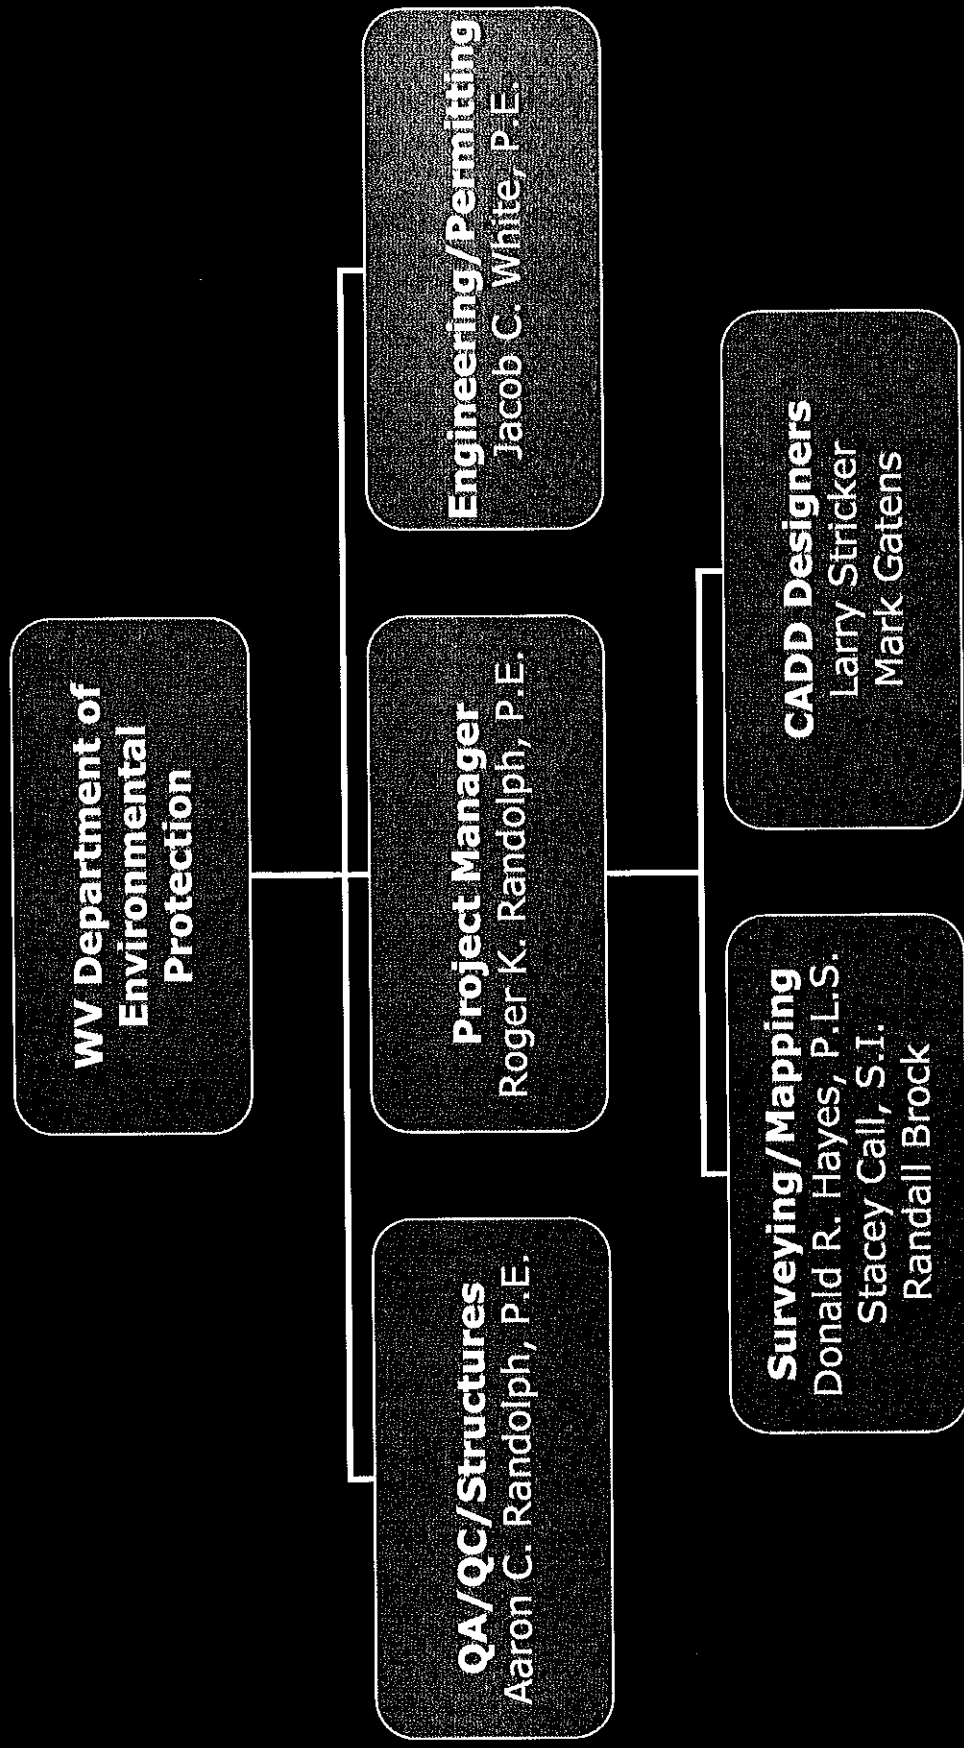 WV Department of
Environmental
Protection
QA/QC/Structures
Aaron C. Randolph, P.E.
Project Manager
Roger K. Randolph, P.E.
Engineering/Permitting
Jacob C. White, P.E.
Surveying/Mapping
Donald R. Hayes, P.L.S.
Stacey Call, S.I.
Randall Brock
CADD Designers
Larry Stricker
Mark Gatens